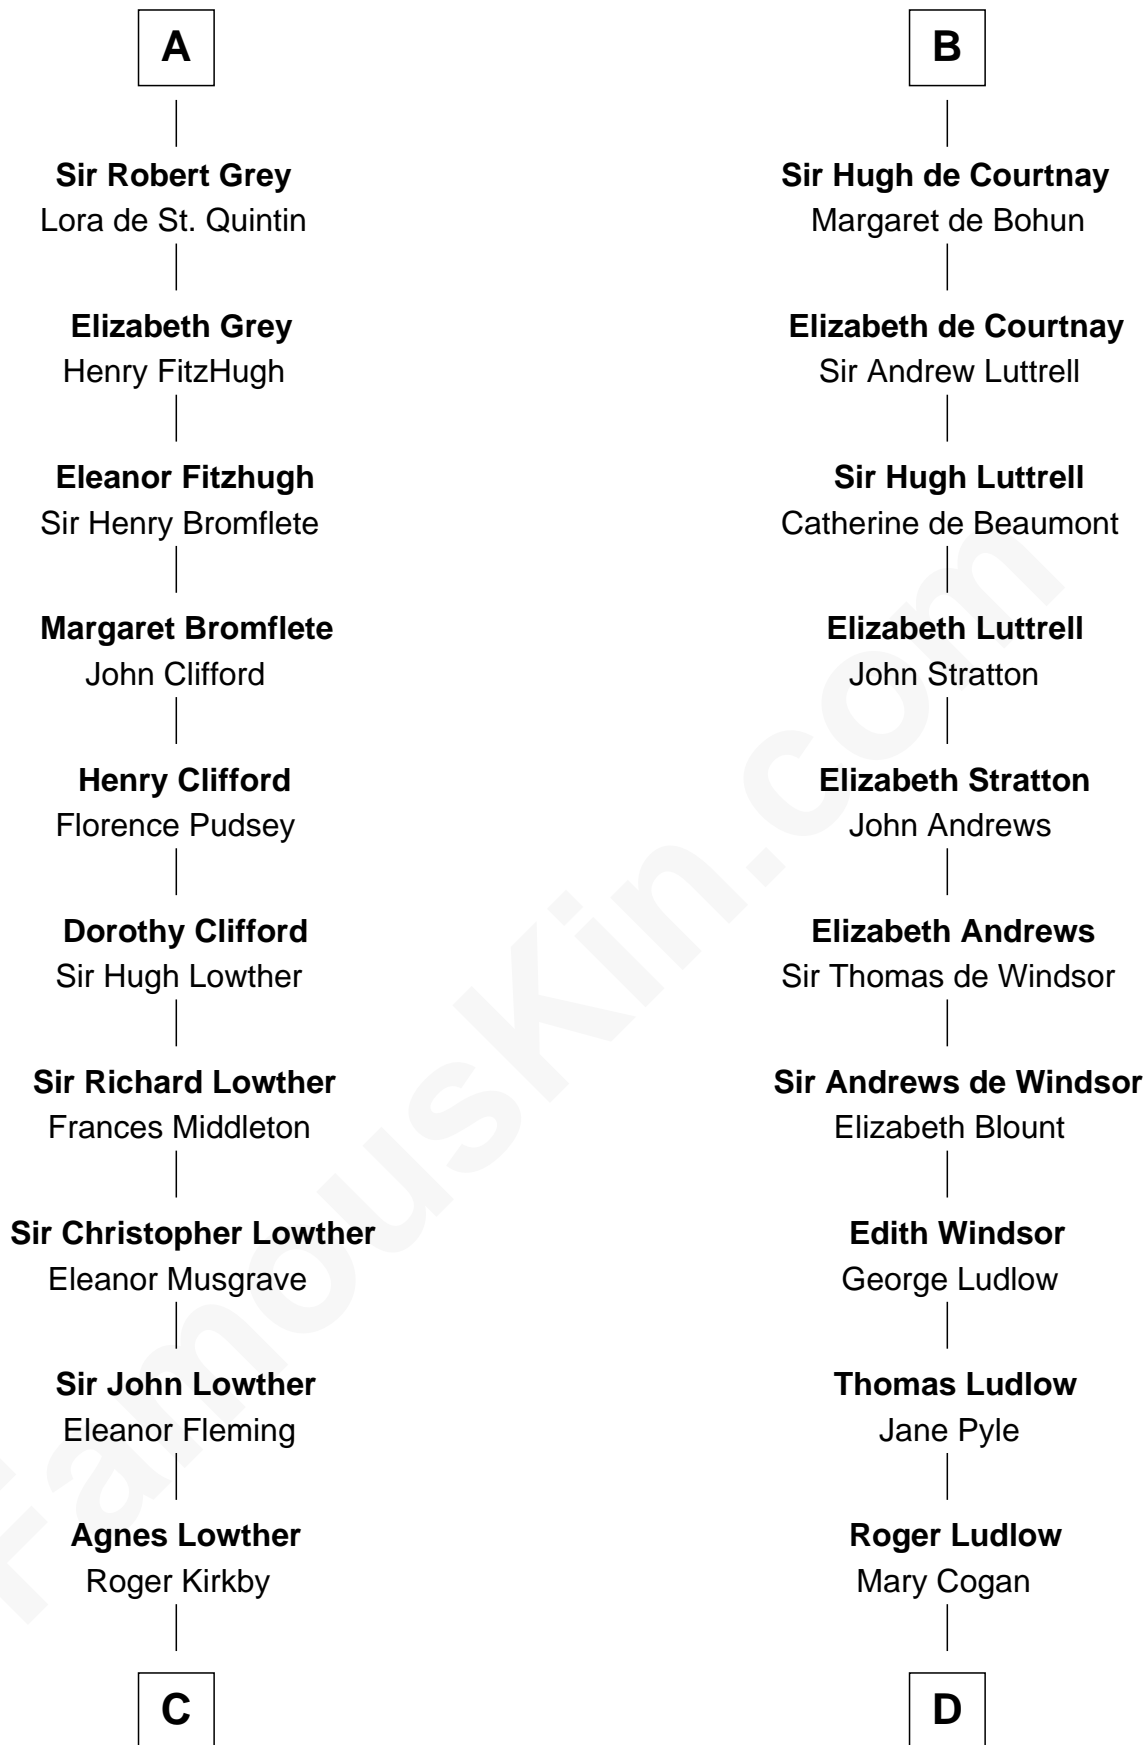 A
Sir Robert Grey
Lora de St. Quintin
Elizabeth Grey
Henry FitzHugh
Eleanor Fitzhugh
Sir Henry Bromflete
Margaret Bromflete
John Clifford
Henry Clifford
Florence Pudsey
Dorothy Clifford
Sir Hugh Lowther
Sir Richard Lowther
Frances Middleton
Sir Christopher Lowther
Eleanor Musgrave
Sir John Lowther
Eleanor Fleming
Agnes Lowther
Roger Kirkby
C
B
Sir Hugh de Courtnay
Margaret de Bohun
Elizabeth de Courtnay
Sir Andrew Luttrell
Sir Hugh Luttrell
Catherine de Beaumont
Elizabeth Luttrell
John Stratton
Elizabeth Stratton
John Andrews
Elizabeth Andrews
Sir Thomas de Windsor
Sir Andrews de Windsor
Elizabeth Blount
Edith Windsor
George Ludlow
Thomas Ludlow
Jane Pyle
Roger Ludlow
Mary Cogan
D
FamousKin.com